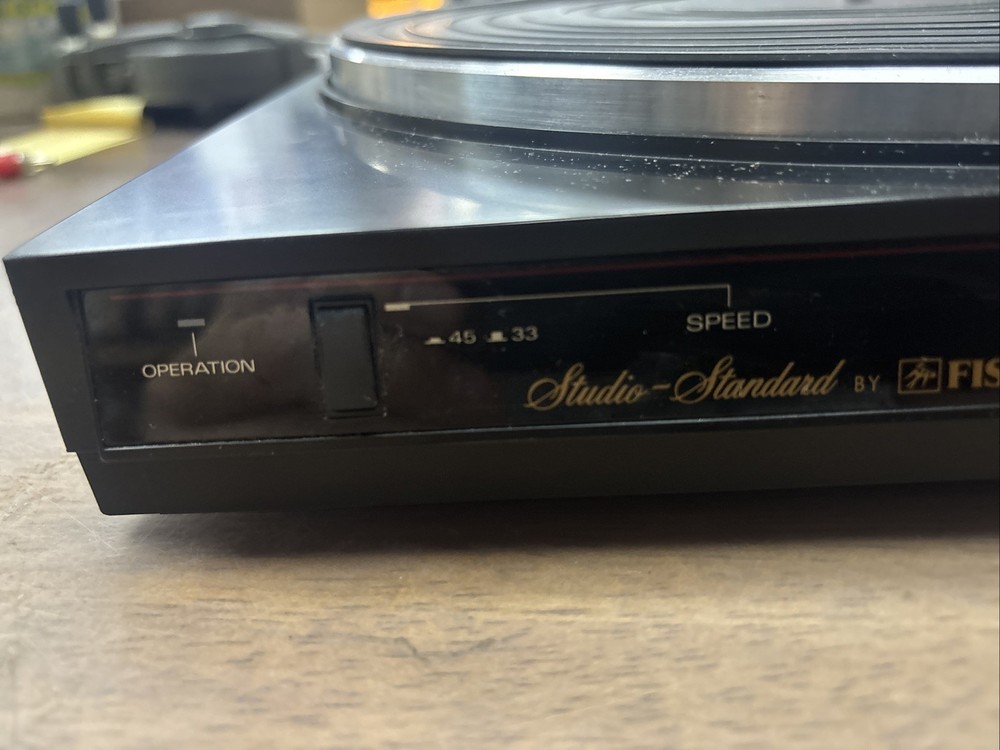 OPERATION
45 33
SPEED
Studio-Standard BY FIS